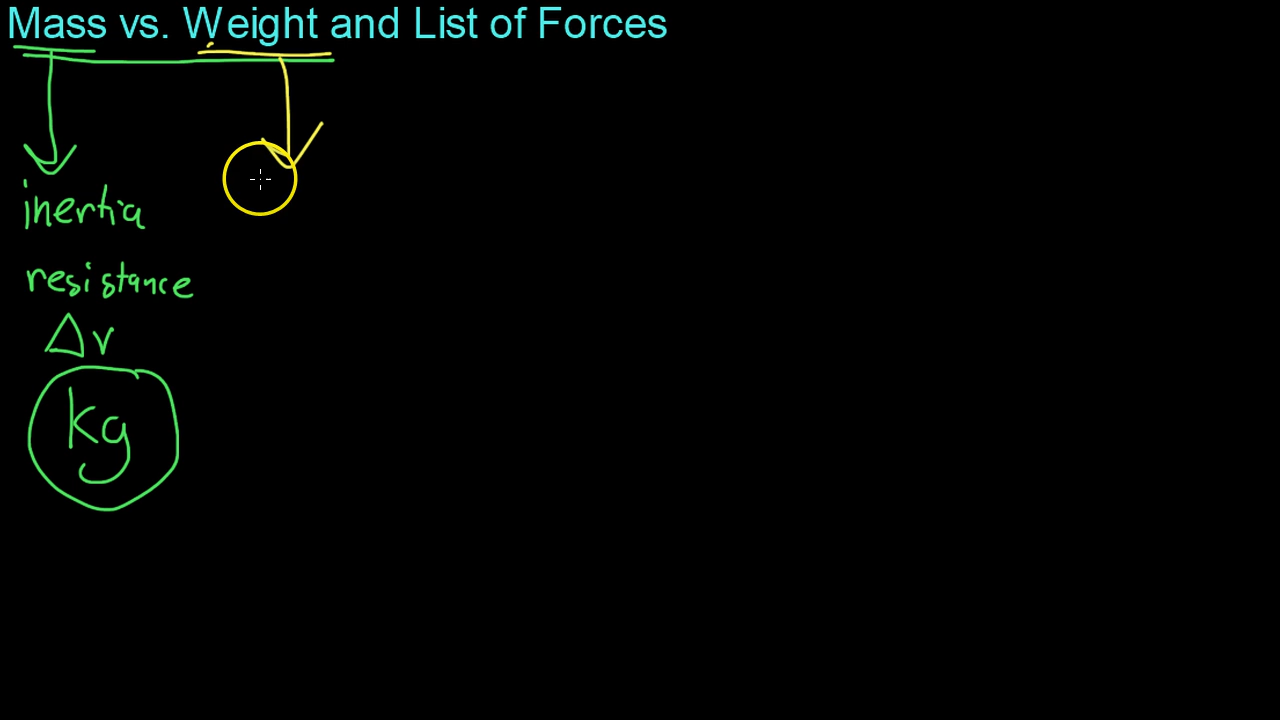 Mass vs. Weight and List of Forces
inertia
resistance
Δv
kg